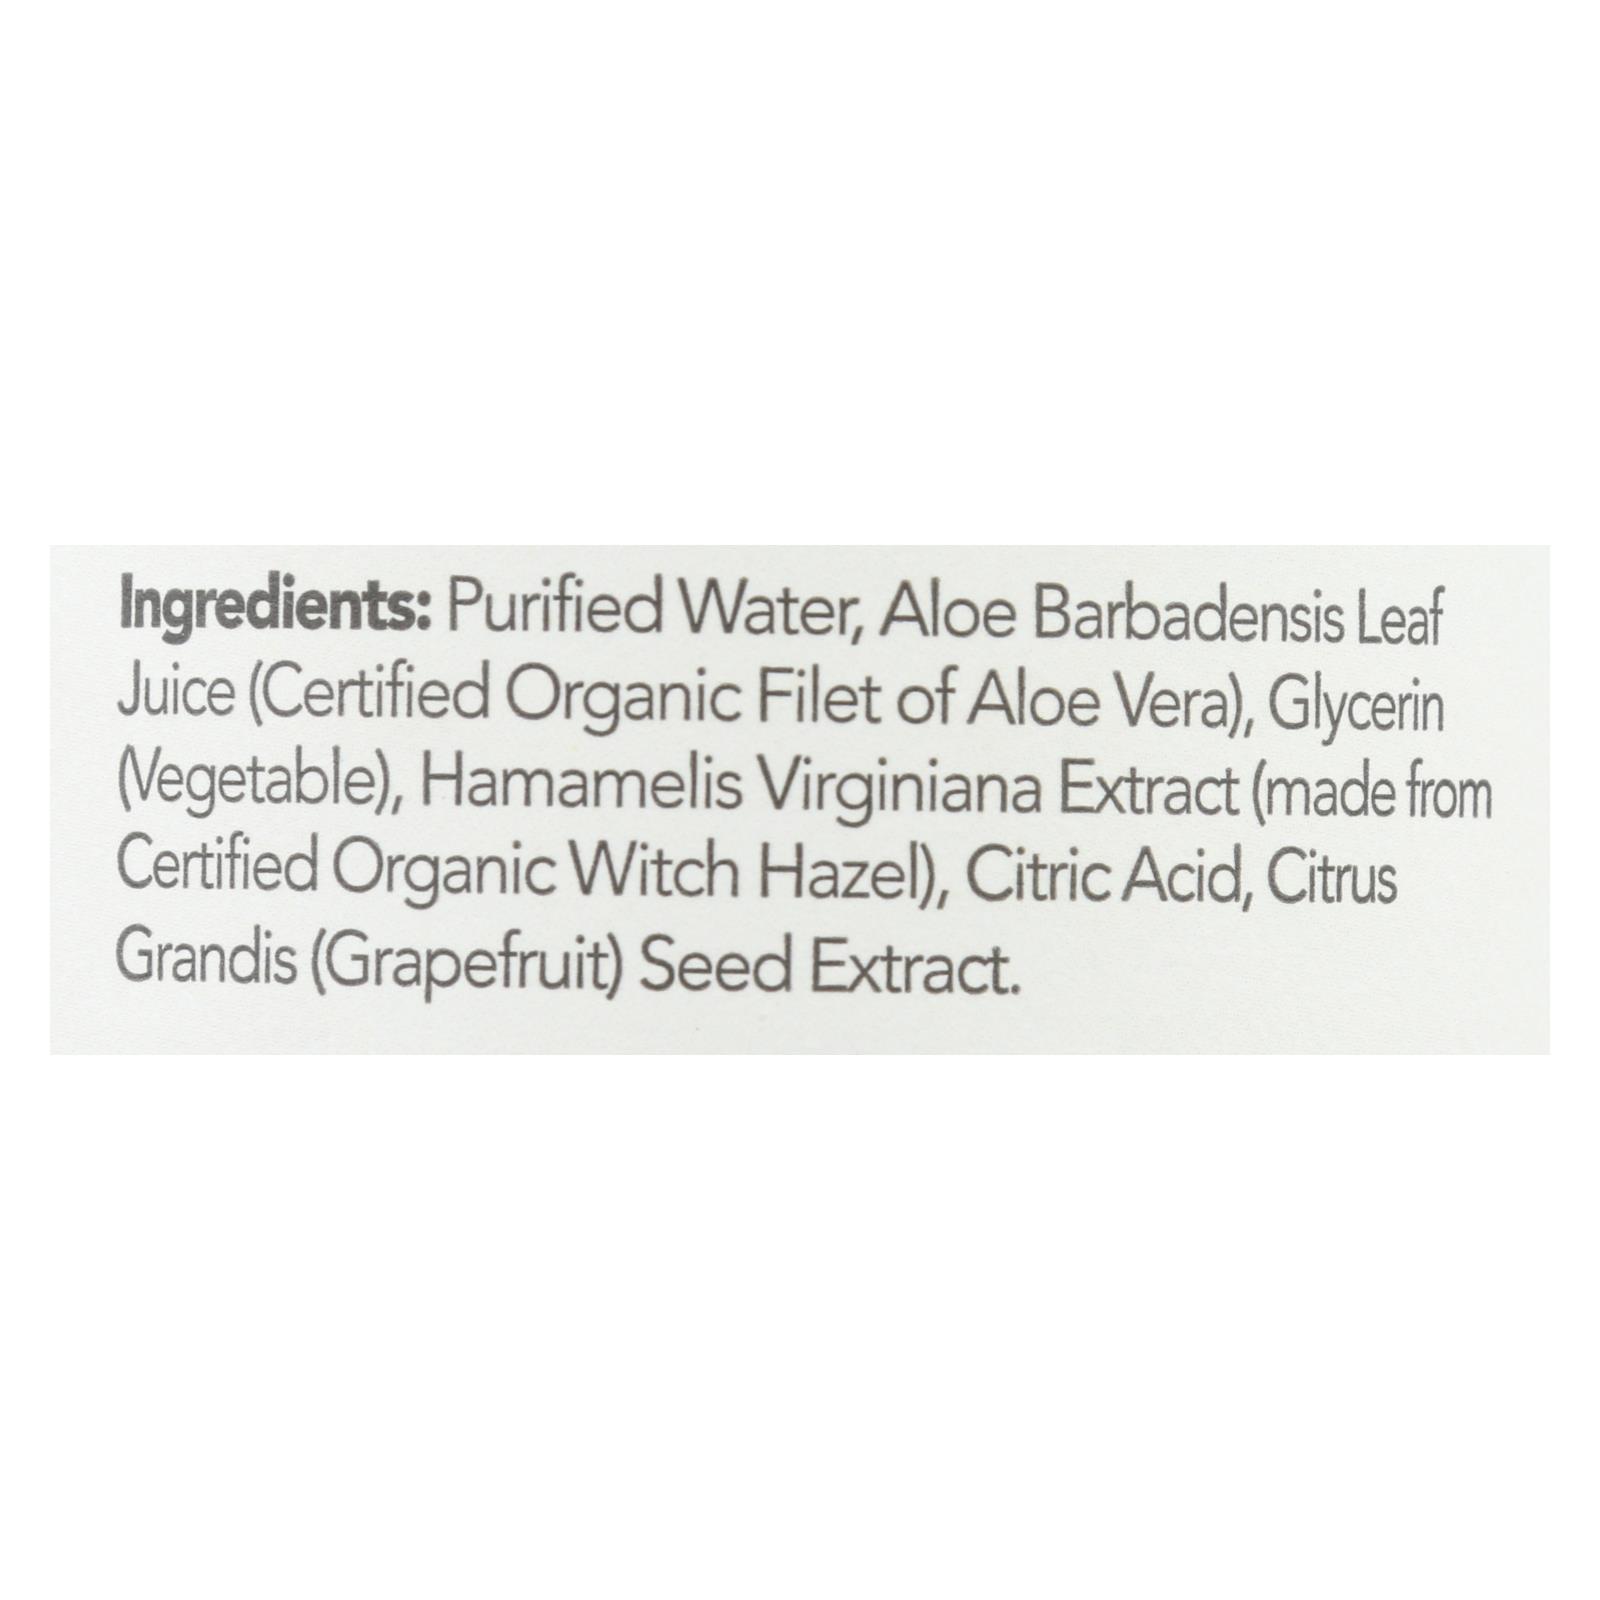 Ingredients: Purified Water, Aloe Barbadensis Leaf
Juice (Certified Organic Filet of Aloe Vera), Glycerin
(Vegetable), Hamamelis Virginiana Extract (made from
Certified Organic Witch Hazel), Citric Acid, Citrus
Grandis (Grapefruit) Seed Extract.